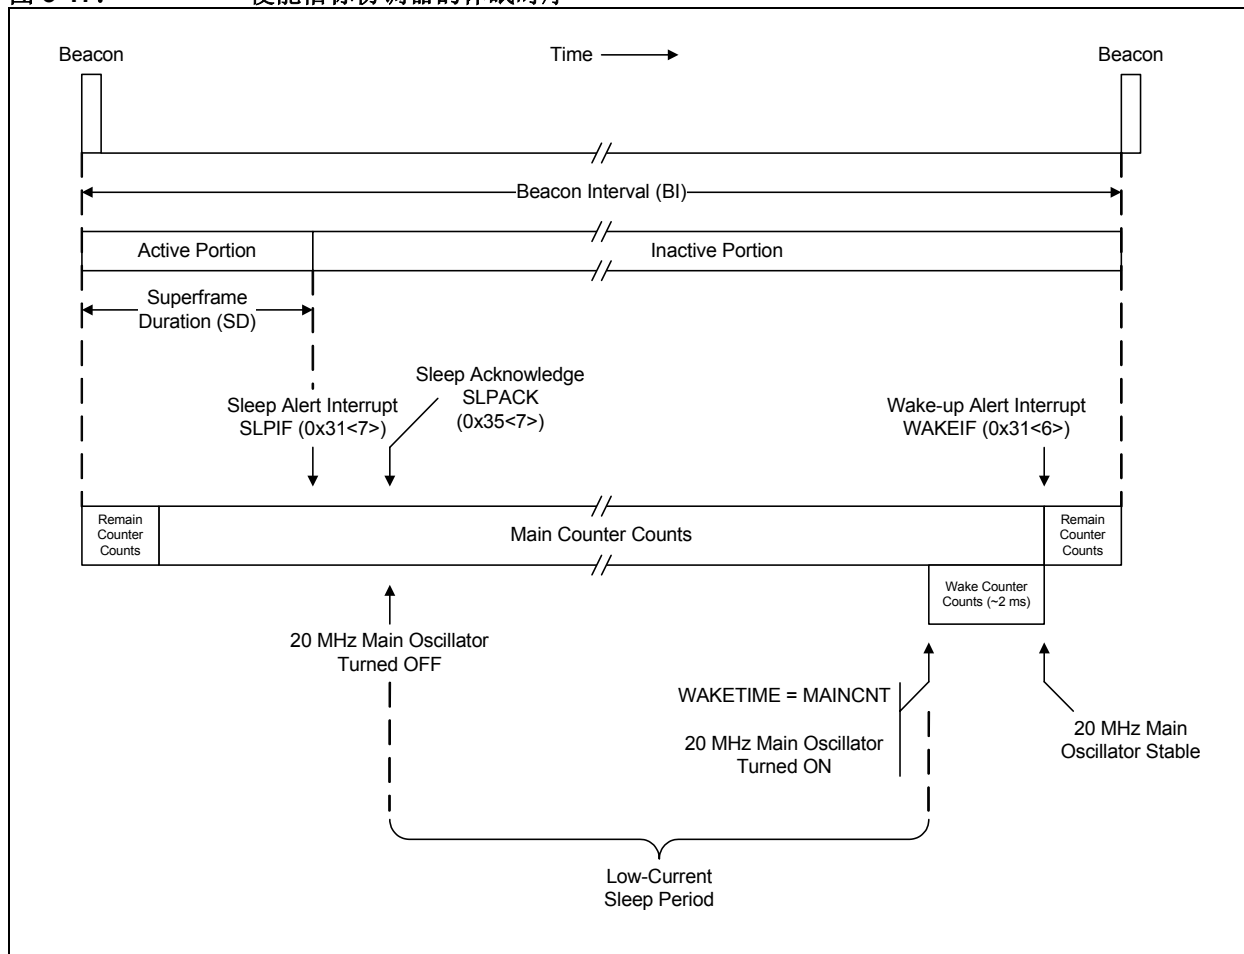 Beacon
Time
Beacon
Beacon Interval (BI)
Active Portion
Inactive Portion
Superframe
Duration (SD)
Sleep Acknowledge
SLPACK
(0x35<7>)
Sleep Alert Interrupt
SLPIF (0x31<7>)
Wake-up Alert Interrupt
WAKEIF (0x31<6>)
Remain
Counter
Counts
Main Counter Counts
Remain
Counter
Counts
Wake Counter
Counts (~2 ms)
20 MHz Main Oscillator
Turned OFF
WAKETIME = MAINCNT
20 MHz Main Oscillator
Turned ON
20 MHz Main
Oscillator Stable
Low-Current
Sleep Period